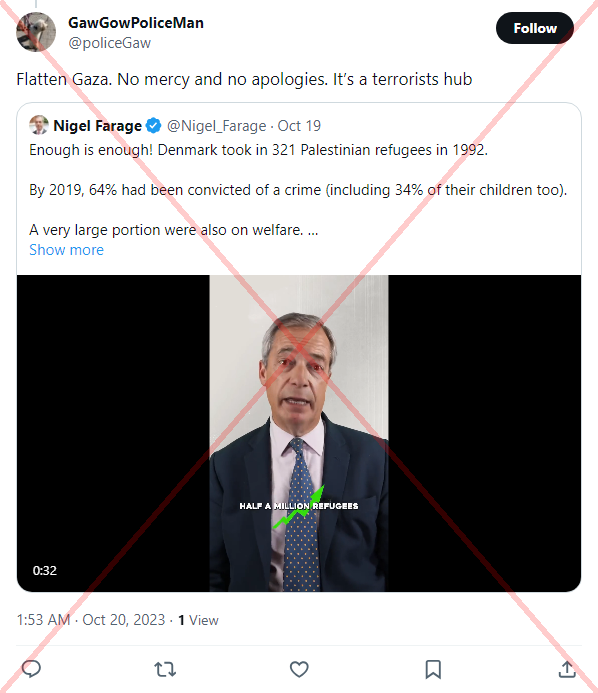 GawGowPoliceMan
@policeGaw
Follow
Flatten Gaza. No mercy and no apologies. It’s a terrorists hub
Nigel Farage @Nigel_Farage · Oct 19
Enough is enough! Denmark took in 321 Palestinian refugees in 1992.
By 2019, 64% had been convicted of a crime (including 34% of their children too).
A very large portion were also on welfare. ...
Show more
HALF A MILLION REFUGEES
0:32
1:53 AM · Oct 20, 2023 · 1 View